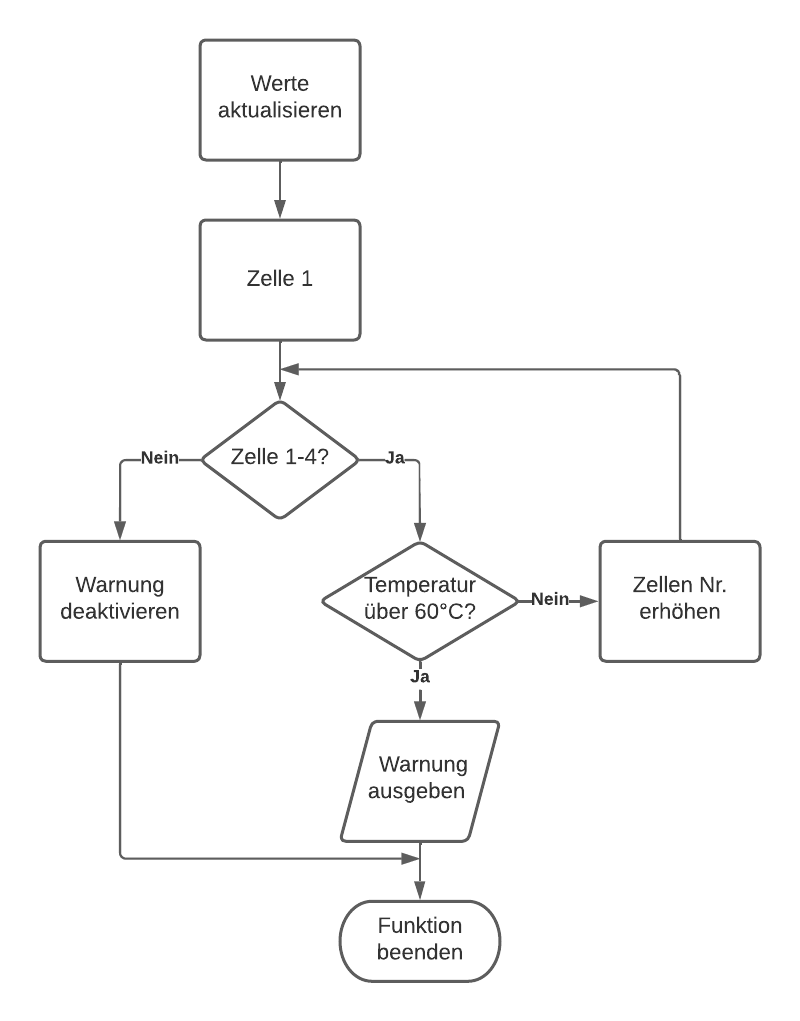 Werte
aktualisieren
Zelle 1
Zelle 1-4?
Nein
Ja
Warnung
deaktivieren
Temperatur
über 60°C?
Nein
Zellen Nr.
erhöhen
Ja
Warnung
ausgeben
Funktion
beenden